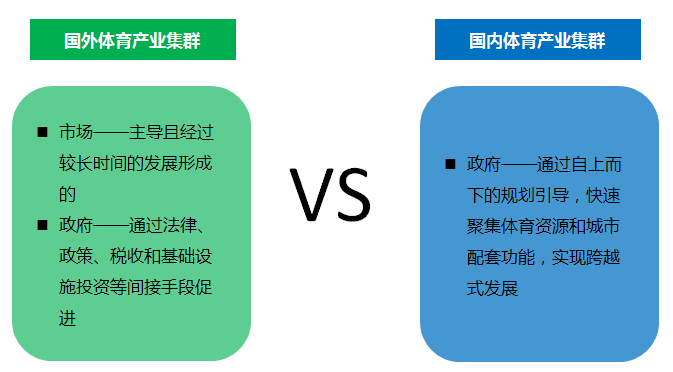 国外体育产业集群
■ 市场——主导且经过
较长时间的发展形成
的
■ 政府——通过法律、
政策、税收和基础设
施投资等间接手段促
进
VS
国内体育产业集群
■ 政府——通过自上而
下的规划引导，快速
聚集体育资源和城市
配套功能，实现跨越
式发展